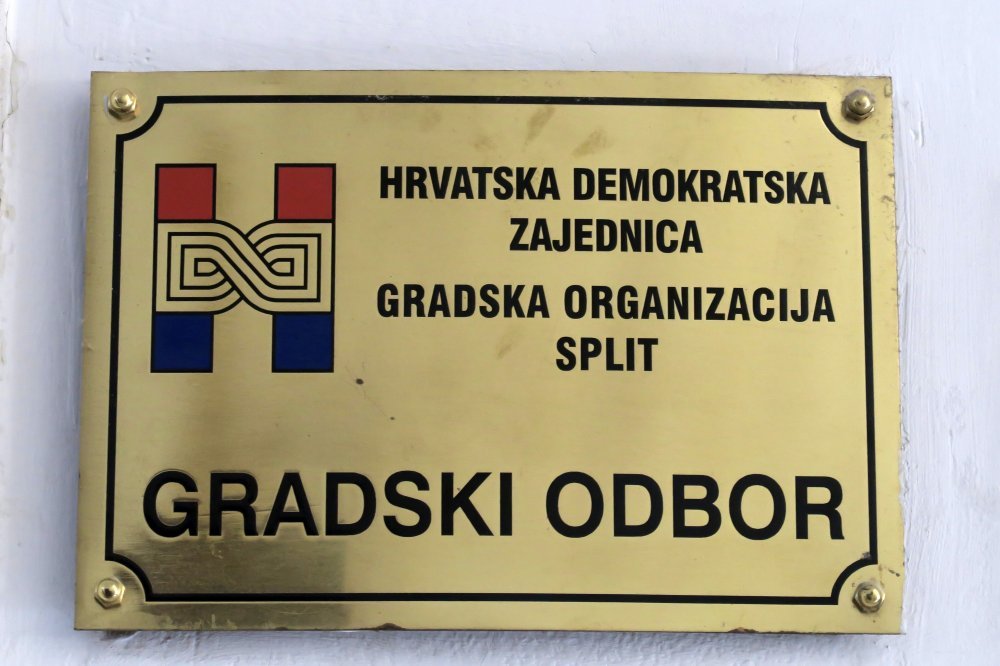 HRVATSKA DEMOKRATSKA
ZAJEDNICA
GRADSKA ORGANIZACIJA
SPLIT
GRADSKI ODBOR